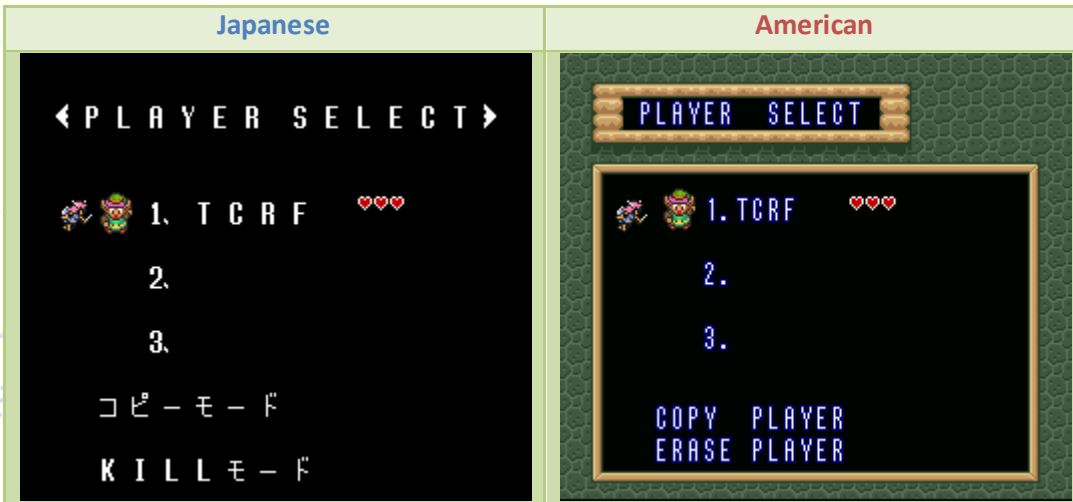 Japanese
American
PLAYER SELECT
1、TCRF
2、
3、
コピーモード
KILLモード
PLAYER SELECT
1.TCRF
2.
3.
COPY PLAYER
ERASE PLAYER